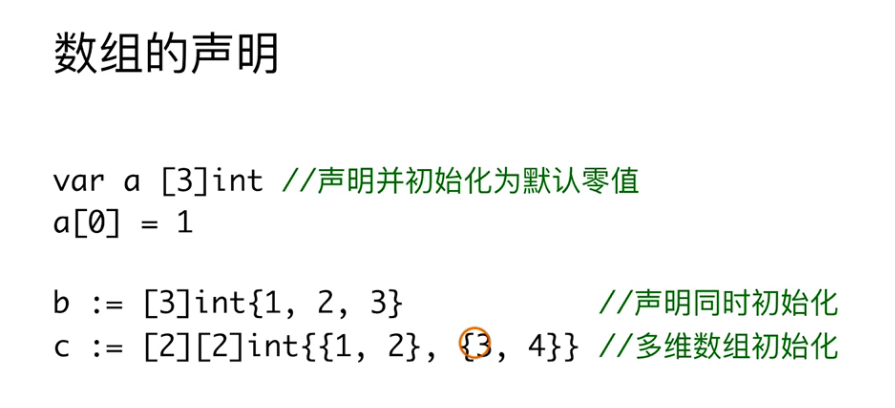 数组的声明
var a [3]int //声明并初始化为默认零值
a[0] = 1
b := [3]int{1, 2, 3} //声明同时初始化
c := [2][2]int{{1, 2}, {3, 4}} //多维数组初始化